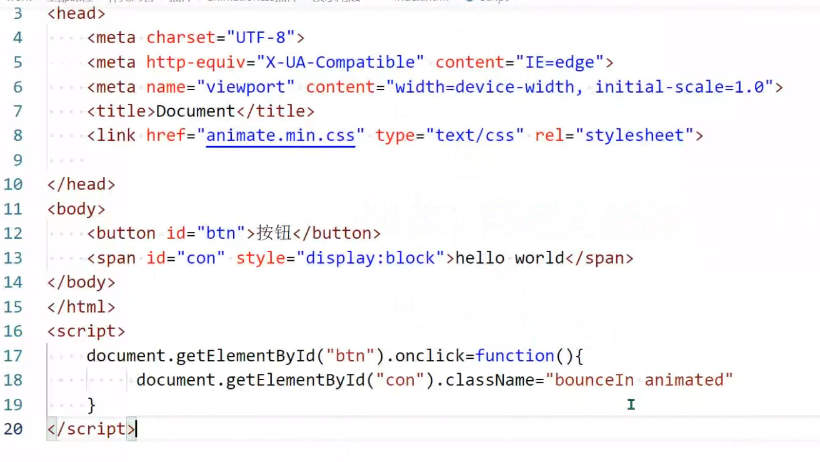 3 <head>
4 <meta charset="UTF-8">
5 <meta http-equiv="X-UA-Compatible" content="IE=edge">
6 <meta name="viewport" content="width=device-width, initial-scale=1.0">
7 <title>Document</title>
8 <link href="animate.min.css" type="text/css" rel="stylesheet">
9
10 </head>
11 <body>
12 <button id="btn">按钮</button>
13 <span id="con" style="display:block">hello world</span>
14 </body>
15 </html>
16 <script>
17 document.getElementById("btn").onclick=function(){
18 document.getElementById("con").className="bounceIn animated"
19 }
20 </script>